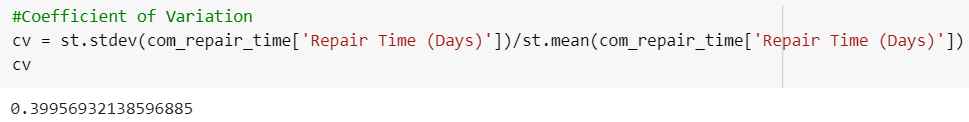 #Coefficient of Variation
cv = st.stdev(com_repair_time['Repair Time (Days)'])/st.mean(com_repair_time['Repair Time (Days)'])
cv
0.39956932138596885